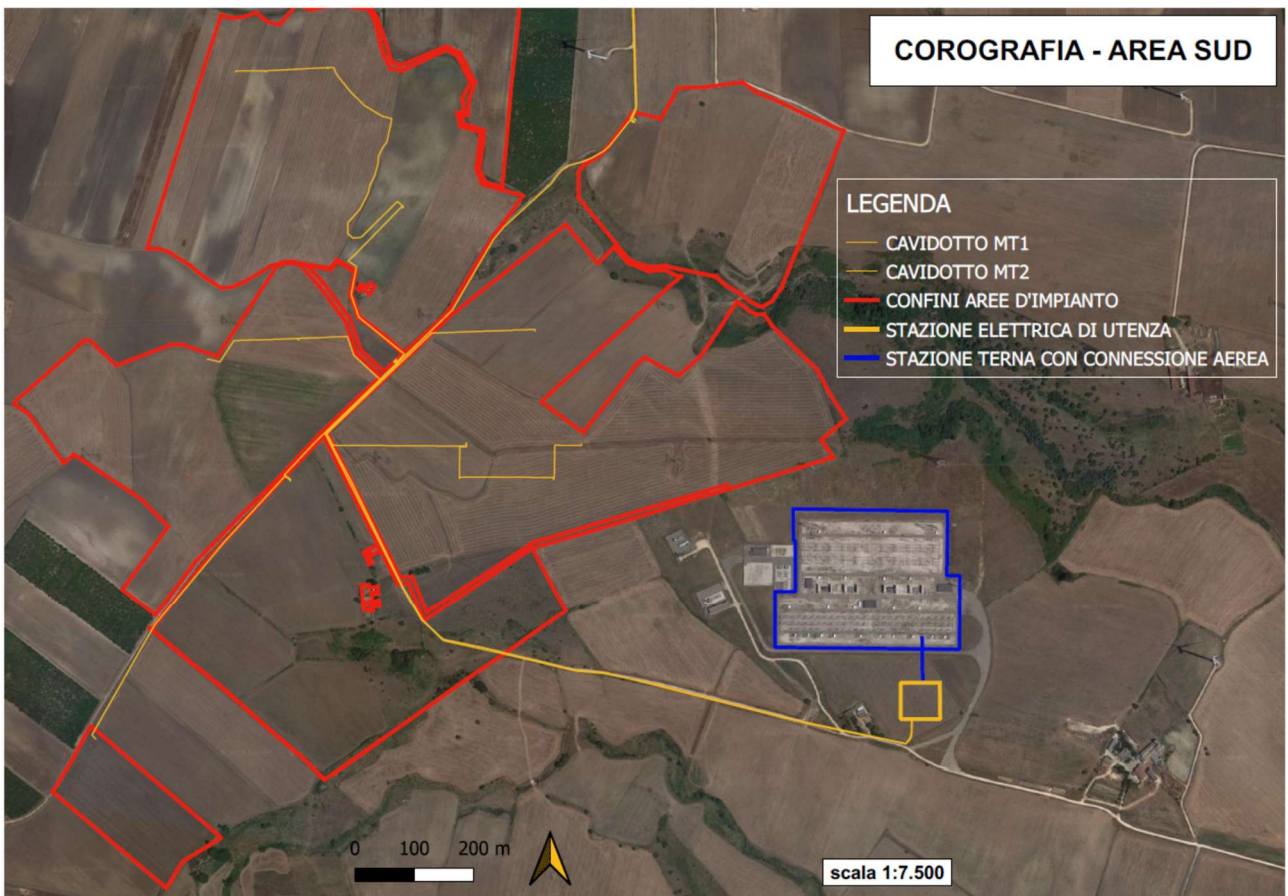 COROGRAFIA - AREA SUD
LEGENDA
CAVIDOTTO MT1
CAVIDOTTO MT2
CONFINI AREE D'IMPIANTO
STAZIONE ELETTRICA DI UTENZA
STAZIONE TERNA CON CONNESSIONE AEREA
0 100 200 m
scala 1:7.500